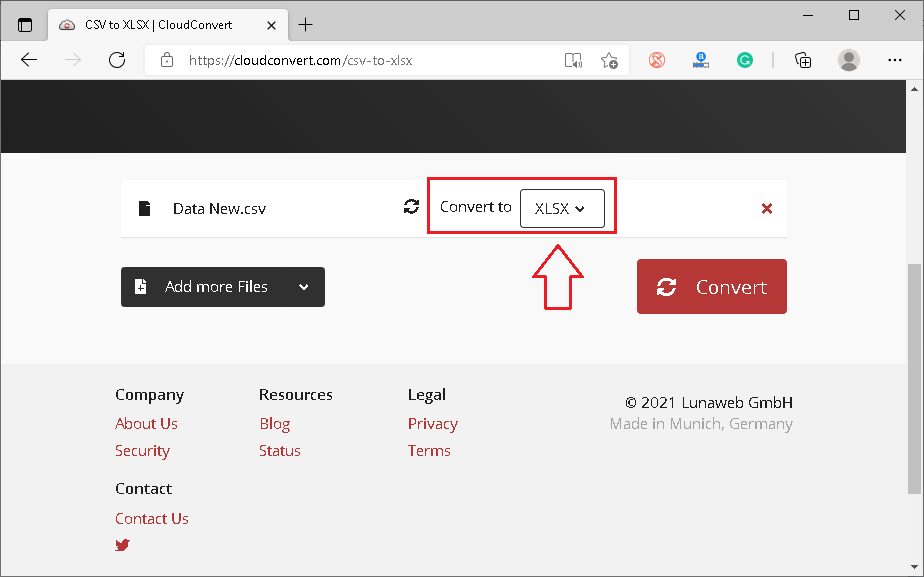 CSV to XLSX | CloudConvert
https://cloudconvert.com/csv-to-xlsx
Data New.csv
Convert to XLSX
Add more Files
Convert
Company
About Us
Security
Resources
Blog
Status
Legal
Privacy
Terms
© 2021 Lunaweb GmbH
Made in Munich, Germany
Contact
Contact Us